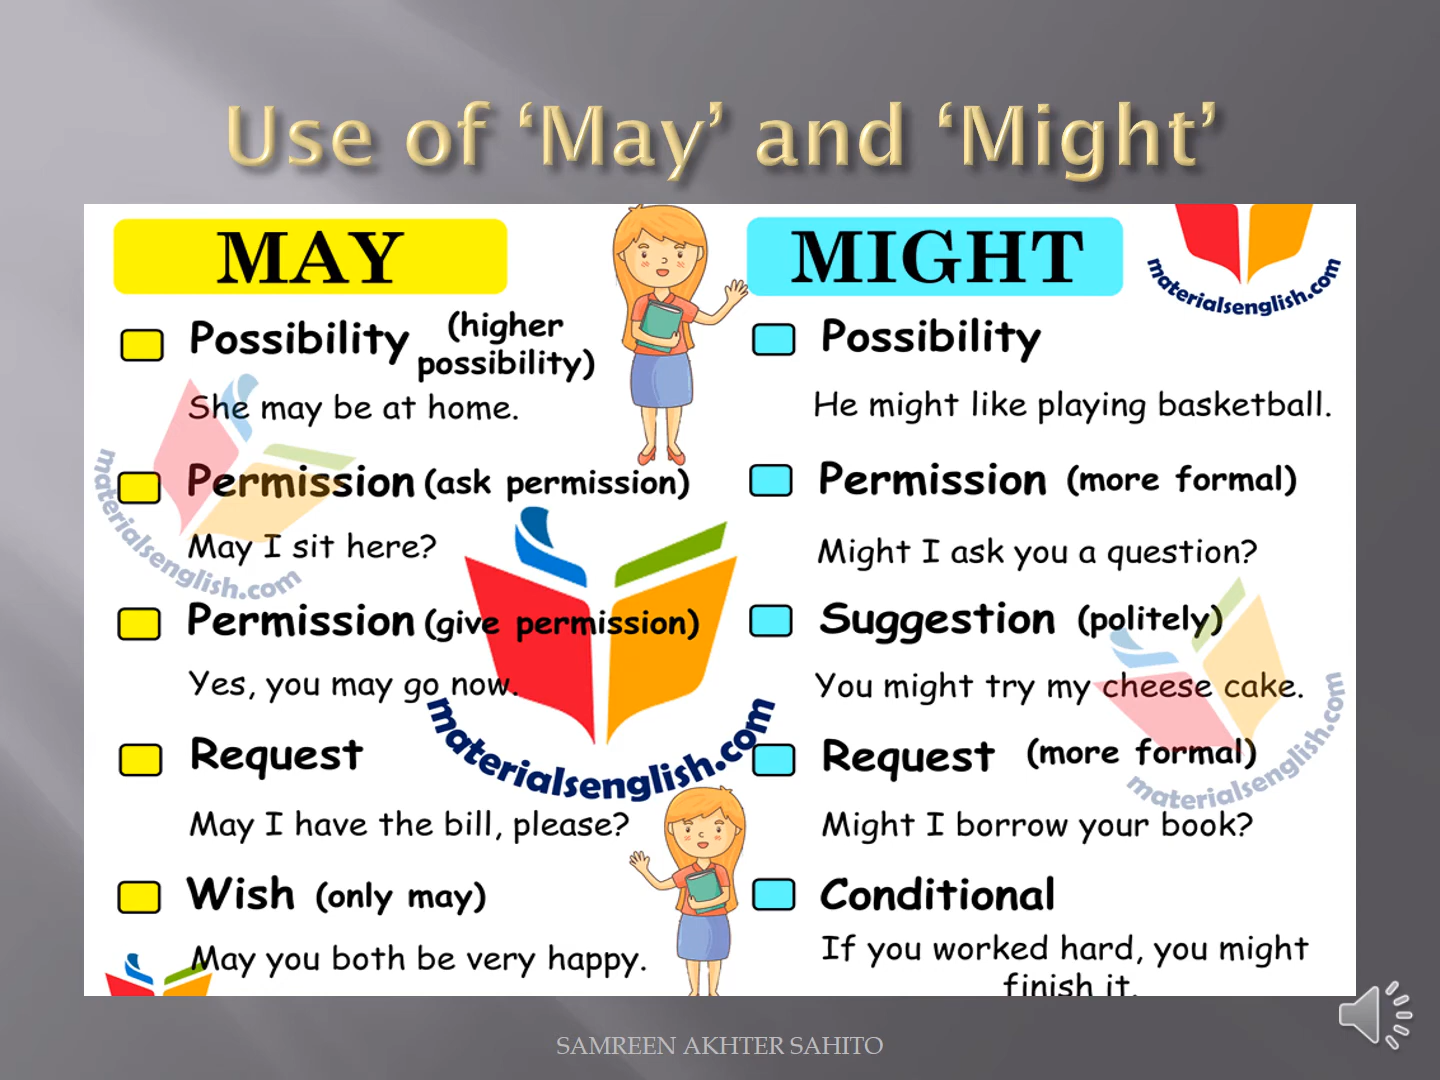 Use of ‘May’ and ‘Might’
MAY
Possibility (higher possibility)
She may be at home.
Permission (ask permission)
May I sit here?
Permission (give permission)
Yes, you may go now.
Request
May I have the bill, please?
Wish (only may)
May you both be very happy.
MIGHT
Possibility
He might like playing basketball.
Permission (more formal)
Might I ask you a question?
Suggestion (politely)
You might try my cheese cake.
Request (more formal)
Might I borrow your book?
Conditional
If you worked hard, you might
finish it.
materialsenglish.com
materialsenglish.com
materialsenglish.com
materialsenglish.com
SAMREEN AKHTER SAHITO